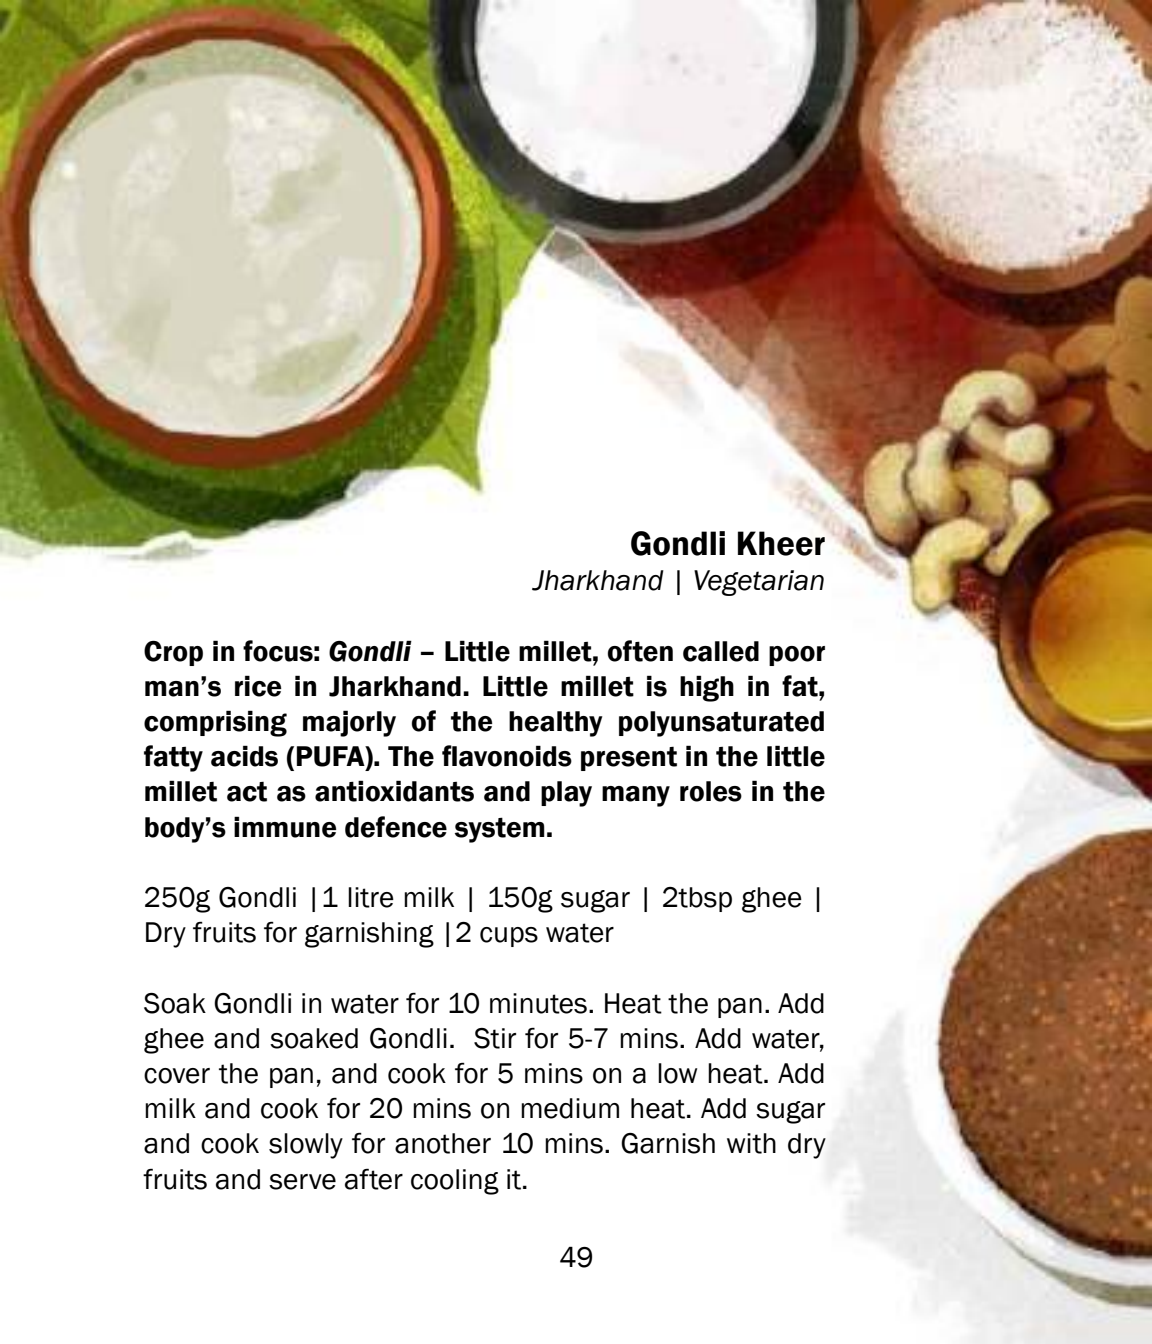 Gondli Kheer
Jharkhand | Vegetarian
Crop in focus: Gondli – Little millet, often called poor
man’s rice in Jharkhand. Little millet is high in fat,
comprising majorly of the healthy polyunsaturated
fatty acids (PUFA). The flavonoids present in the little
millet act as antioxidants and play many roles in the
body’s immune defence system.
250g Gondli |1 litre milk | 150g sugar | 2tbsp ghee |
Dry fruits for garnishing |2 cups water
Soak Gondli in water for 10 minutes. Heat the pan. Add
ghee and soaked Gondli.  Stir for 5-7 mins. Add water,
cover the pan, and cook for 5 mins on a low heat. Add
milk and cook for 20 mins on medium heat. Add sugar
and cook slowly for another 10 mins. Garnish with dry
fruits and serve after cooling it.
49